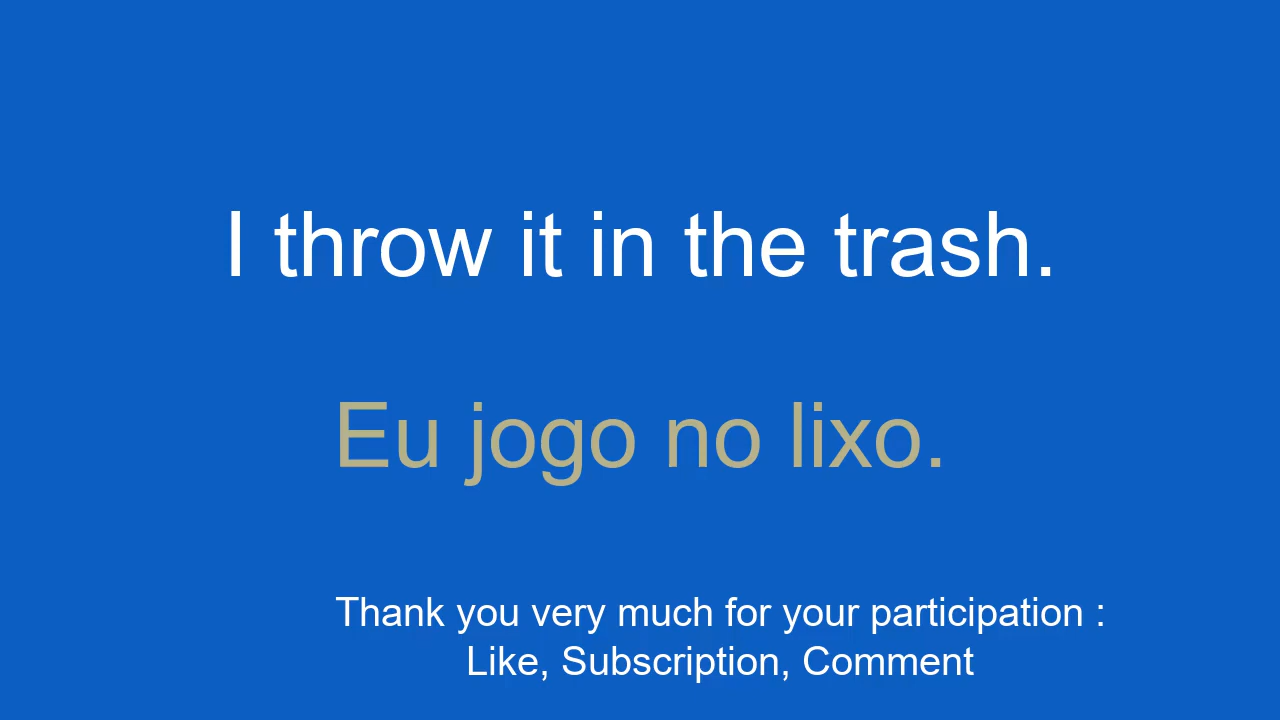 I throw it in the trash.
Eu jogo no lixo.
Thank you very much for your participation :
Like, Subscription, Comment